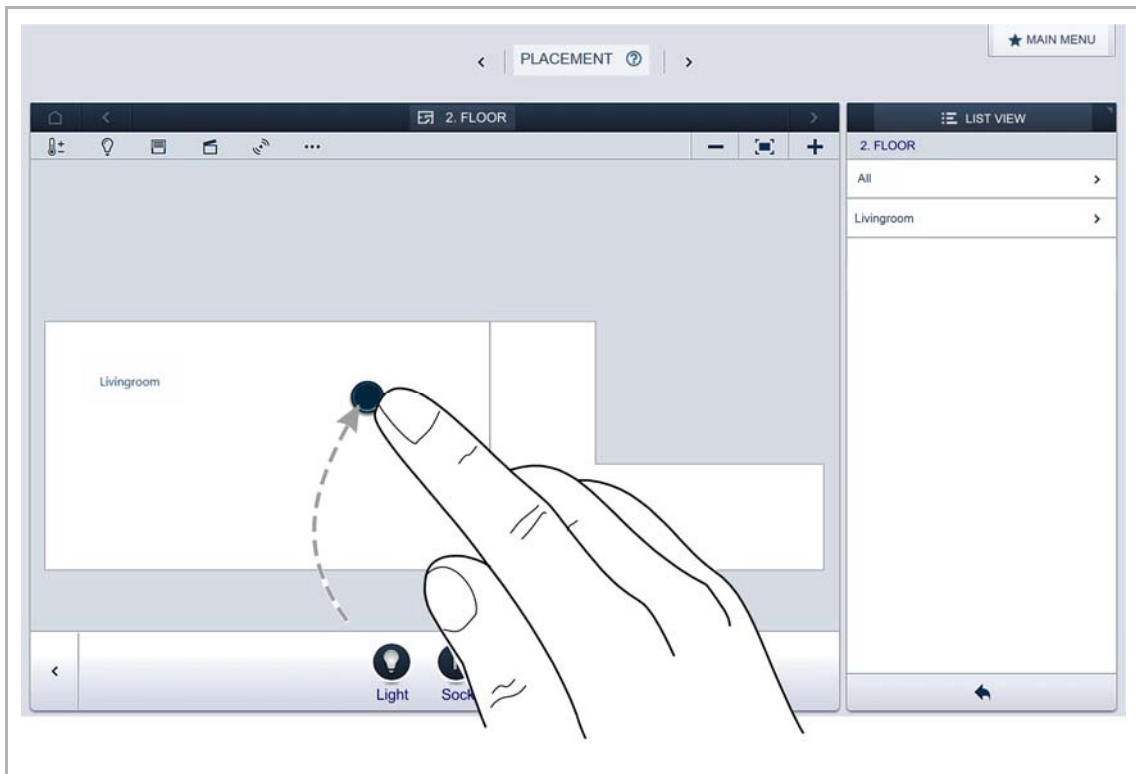 MAIN MENU
PLACEMENT
2. FLOOR
LIST VIEW
2. FLOOR
All
Livingroom
Livingroom
Light